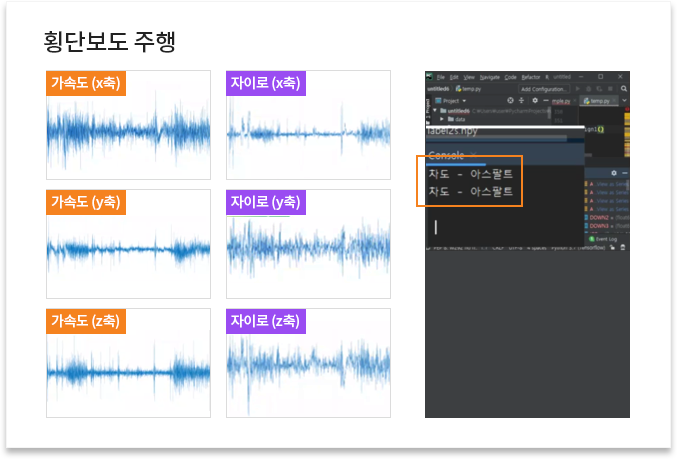 횡단보도 주행
가속도 (x축)
자이로 (x축)
가속도 (y축)
자이로 (y축)
가속도 (z축)
자이로 (z축)
File Edit View Navigate Code Refactor untitled
untitled6 temp.py
Add Configuration...
Project
mple.py
temp.py
untitled6
data
label2s.npy
Console
차도 - 아스팔트
차도 - 아스팔트
DOWN2
DOWN3
Event Log